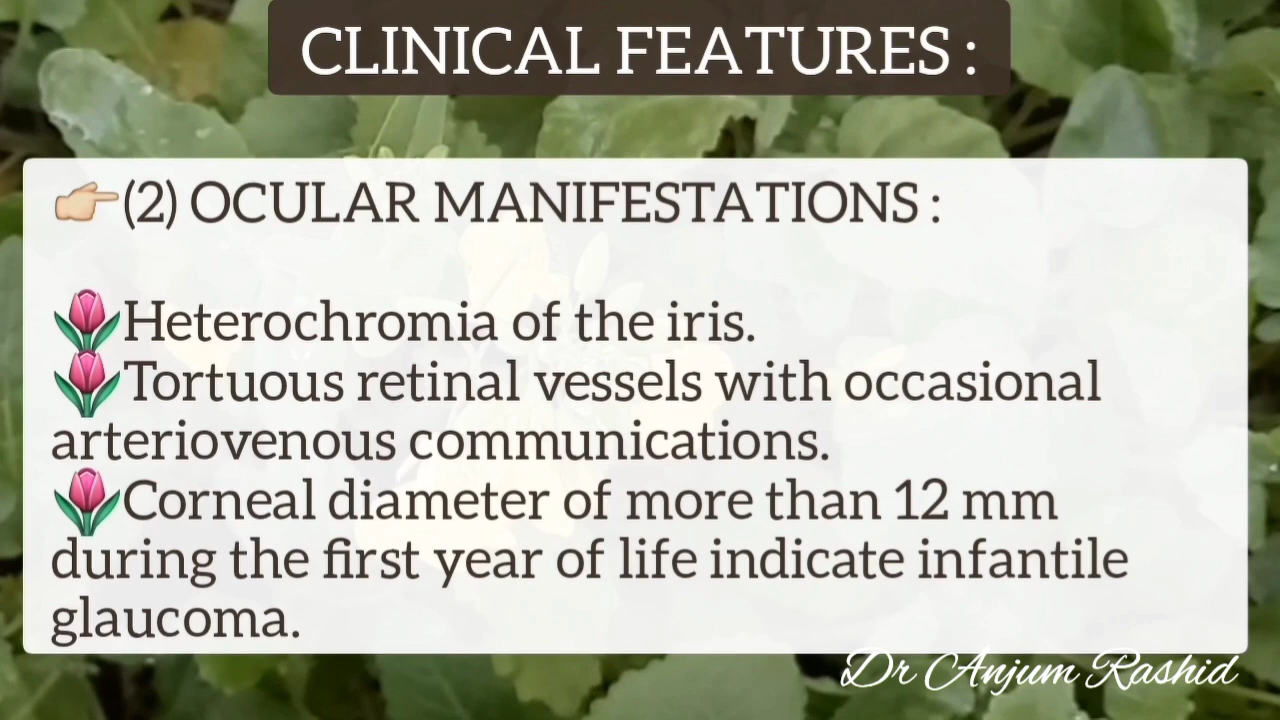 CLINICAL FEATURES :
👉(2) OCULAR MANIFESTATIONS :
🌷Heterochromia of the iris.
🌷Tortuous retinal vessels with occasional
arteriovenous communications.
🌷Corneal diameter of more than 12 mm
during the first year of life indicate infantile
glaucoma.
Dr Anjum Rashid